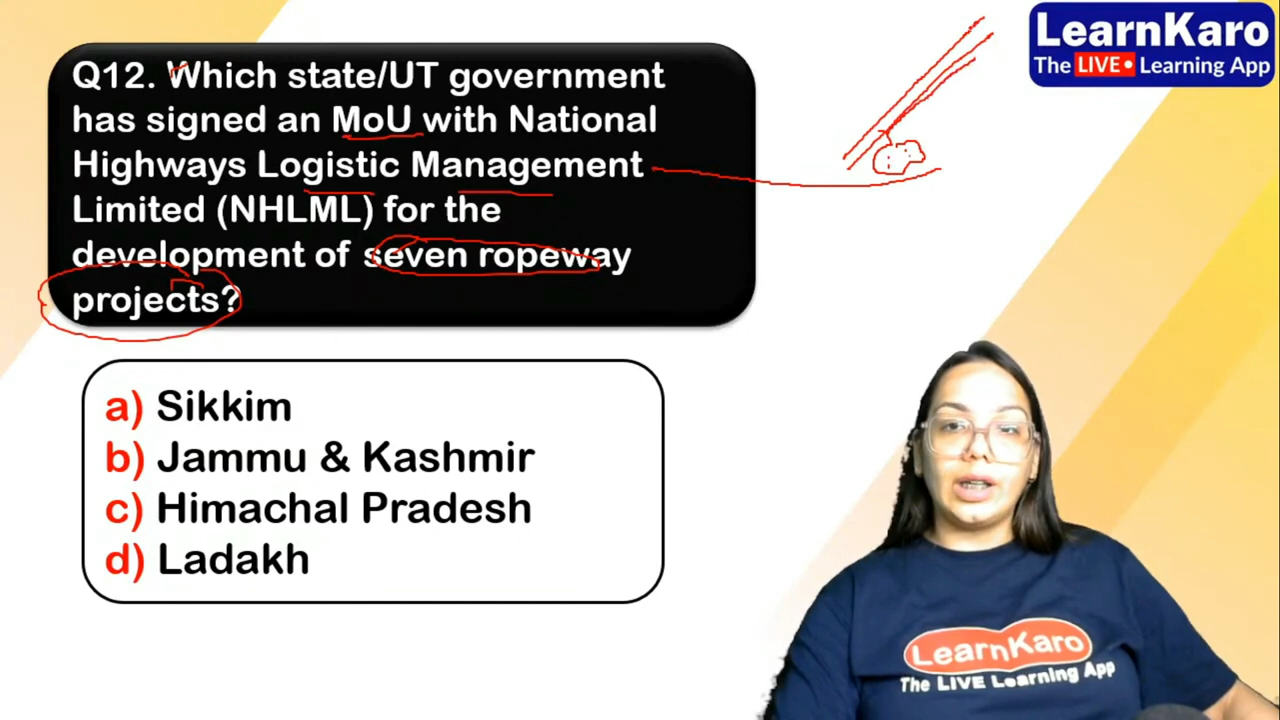 LearnKaro
The LIVE Learning App
Q12. Which state/UT government
has signed an MoU with National
Highways Logistic Management
Limited (NHLML) for the
development of seven ropeway
projects?
a) Sikkim
b) Jammu & Kashmir
c) Himachal Pradesh
d) Ladakh
LearnKaro
The LIVE Learning App